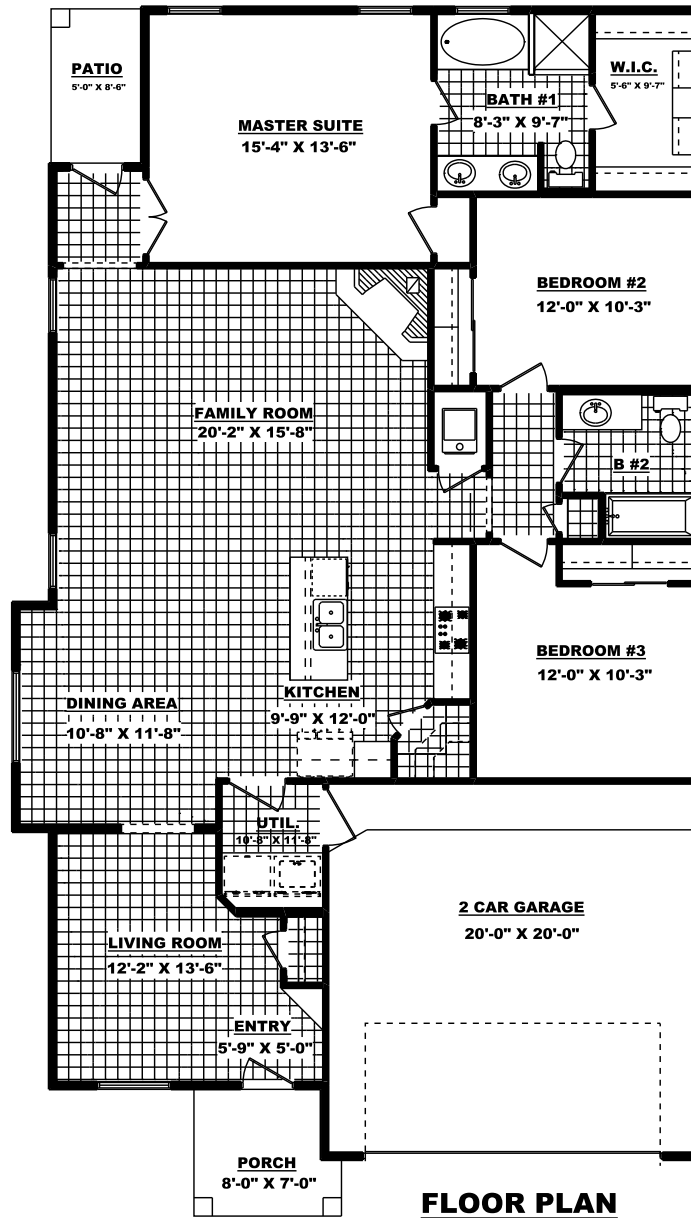 PATIO
5'-0" X 8'-6"
MASTER SUITE
15'-4" X 13'-6"
BATH #1
8'-3" X 9'-7"
W.I.C.
5'-6" X 9'-7"
BEDROOM #2
12'-0" X 10'-3"
FAMILY ROOM
20'-2" X 15'-8"
B #2
BEDROOM #3
12'-0" X 10'-3"
KITCHEN
9'-9" X 12'-0"
DINING AREA
10'-8" X 11'-8"
UTIL.
10'-8" X 11'-8"
2 CAR GARAGE
20'-0" X 20'-0"
LIVING ROOM
12'-2" X 13'-6"
ENTRY
5'-9" X 5'-0"
PORCH
8'-0" X 7'-0"
FLOOR PLAN